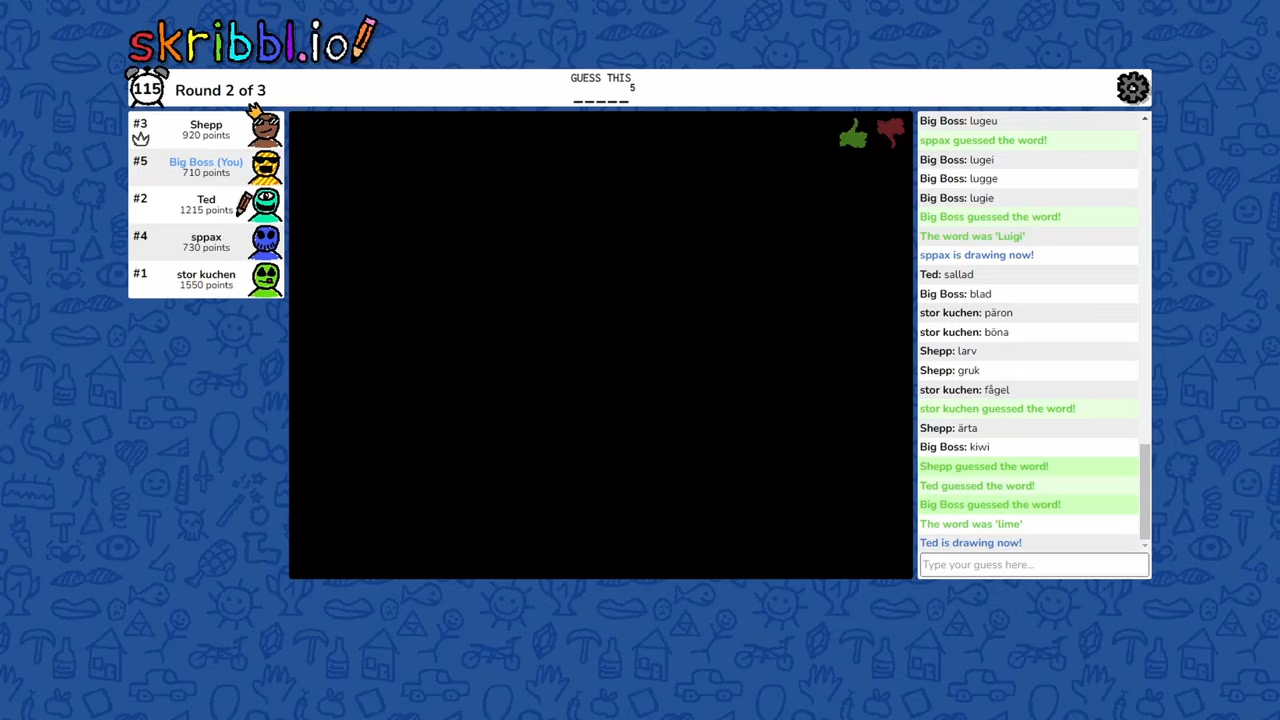 skribbl.io
115
Round 2 of 3
GUESS THIS
5
_____
#3
Shepp
920 points
#5
Big Boss (You)
710 points
#2
Ted
1215 points
#4
sppax
730 points
#1
stor kuchen
1550 points
Big Boss: lugeu
sppax guessed the word!
Big Boss: lugei
Big Boss: lugge
Big Boss: lugie
Big Boss guessed the word!
The word was 'Luigi'
sppax is drawing now!
Ted: sallad
Big Boss: blad
stor kuchen: päron
stor kuchen: böna
Shepp: larv
Shepp: gruk
stor kuchen: fågel
stor kuchen guessed the word!
Shepp: ärta
Big Boss: kiwi
Shepp guessed the word!
Ted guessed the word!
Big Boss guessed the word!
The word was 'lime'
Ted is drawing now!
Type your guess here...